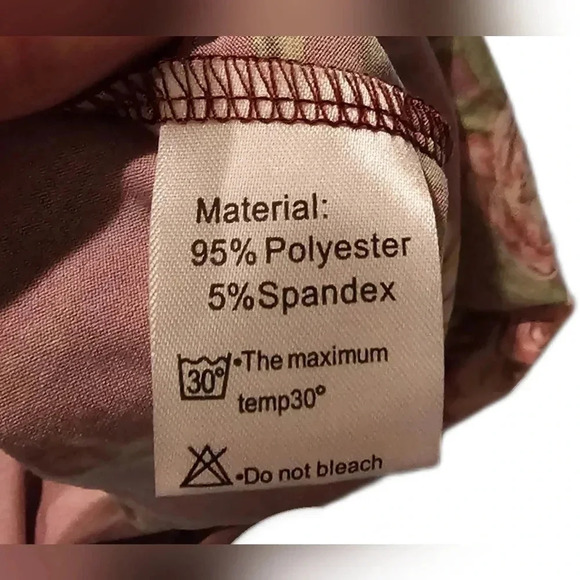 Material:
95% Polyester
5%Spandex
30° •The maximum
temp30°
•Do not bleach